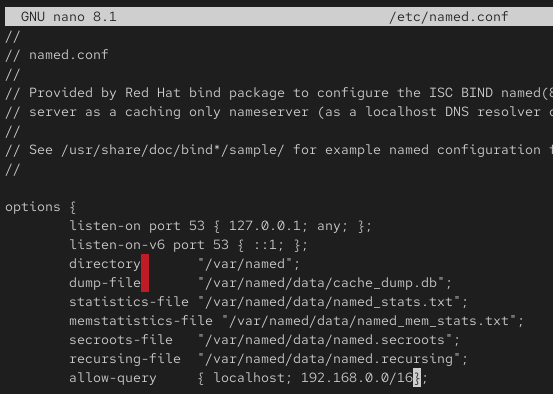 GNU nano 8.1 /etc/named.conf
//
// named.conf
//
// Provided by Red Hat bind package to configure the ISC BIND named(8
// server as a caching only nameserver (as a localhost DNS resolver
//
// See /usr/share/doc/bind*/sample/ for example named configuration
//
options {
listen-on port 53 { 127.0.0.1; any; };
listen-on-v6 port 53 { ::1; };
directory "/var/named";
dump-file "/var/named/data/cache_dump.db";
statistics-file "/var/named/data/named_stats.txt";
memstatistics-file "/var/named/data/named_mem_stats.txt";
secroots-file "/var/named/data/named.secroots";
recursing-file "/var/named/data/named.recursing";
allow-query { localhost; 192.168.0.0/16};